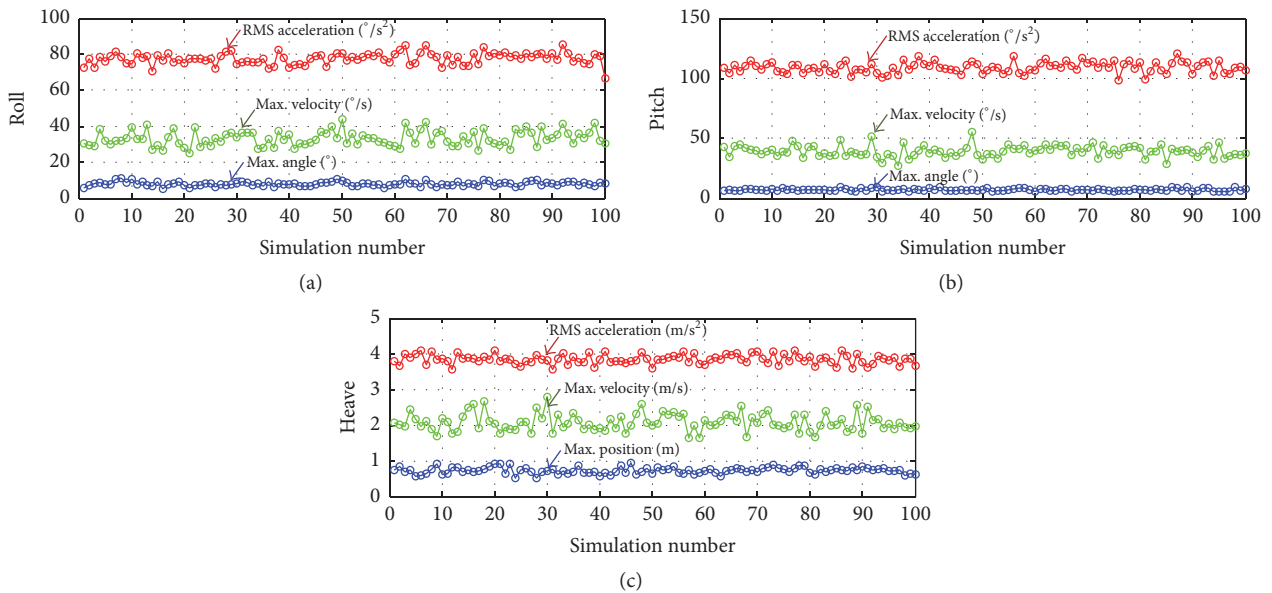 100
80
60
40
20
0
Roll
RMS acceleration (°/s²)
Max. velocity (°/s)
Max. angle (°)
0 10 20 30 40 50 60 70 80 90 100
Simulation number
(a)
150
100
50
0
Pitch
RMS acceleration (°/s²)
Max. velocity (°/s)
Max. angle (°)
0 10 20 30 40 50 60 70 80 90 100
Simulation number
(b)
5
4
3
2
1
0
Heave
RMS acceleration (m/s²)
Max. velocity (m/s)
Max. position (m)
0 10 20 30 40 50 60 70 80 90 100
Simulation number
(c)